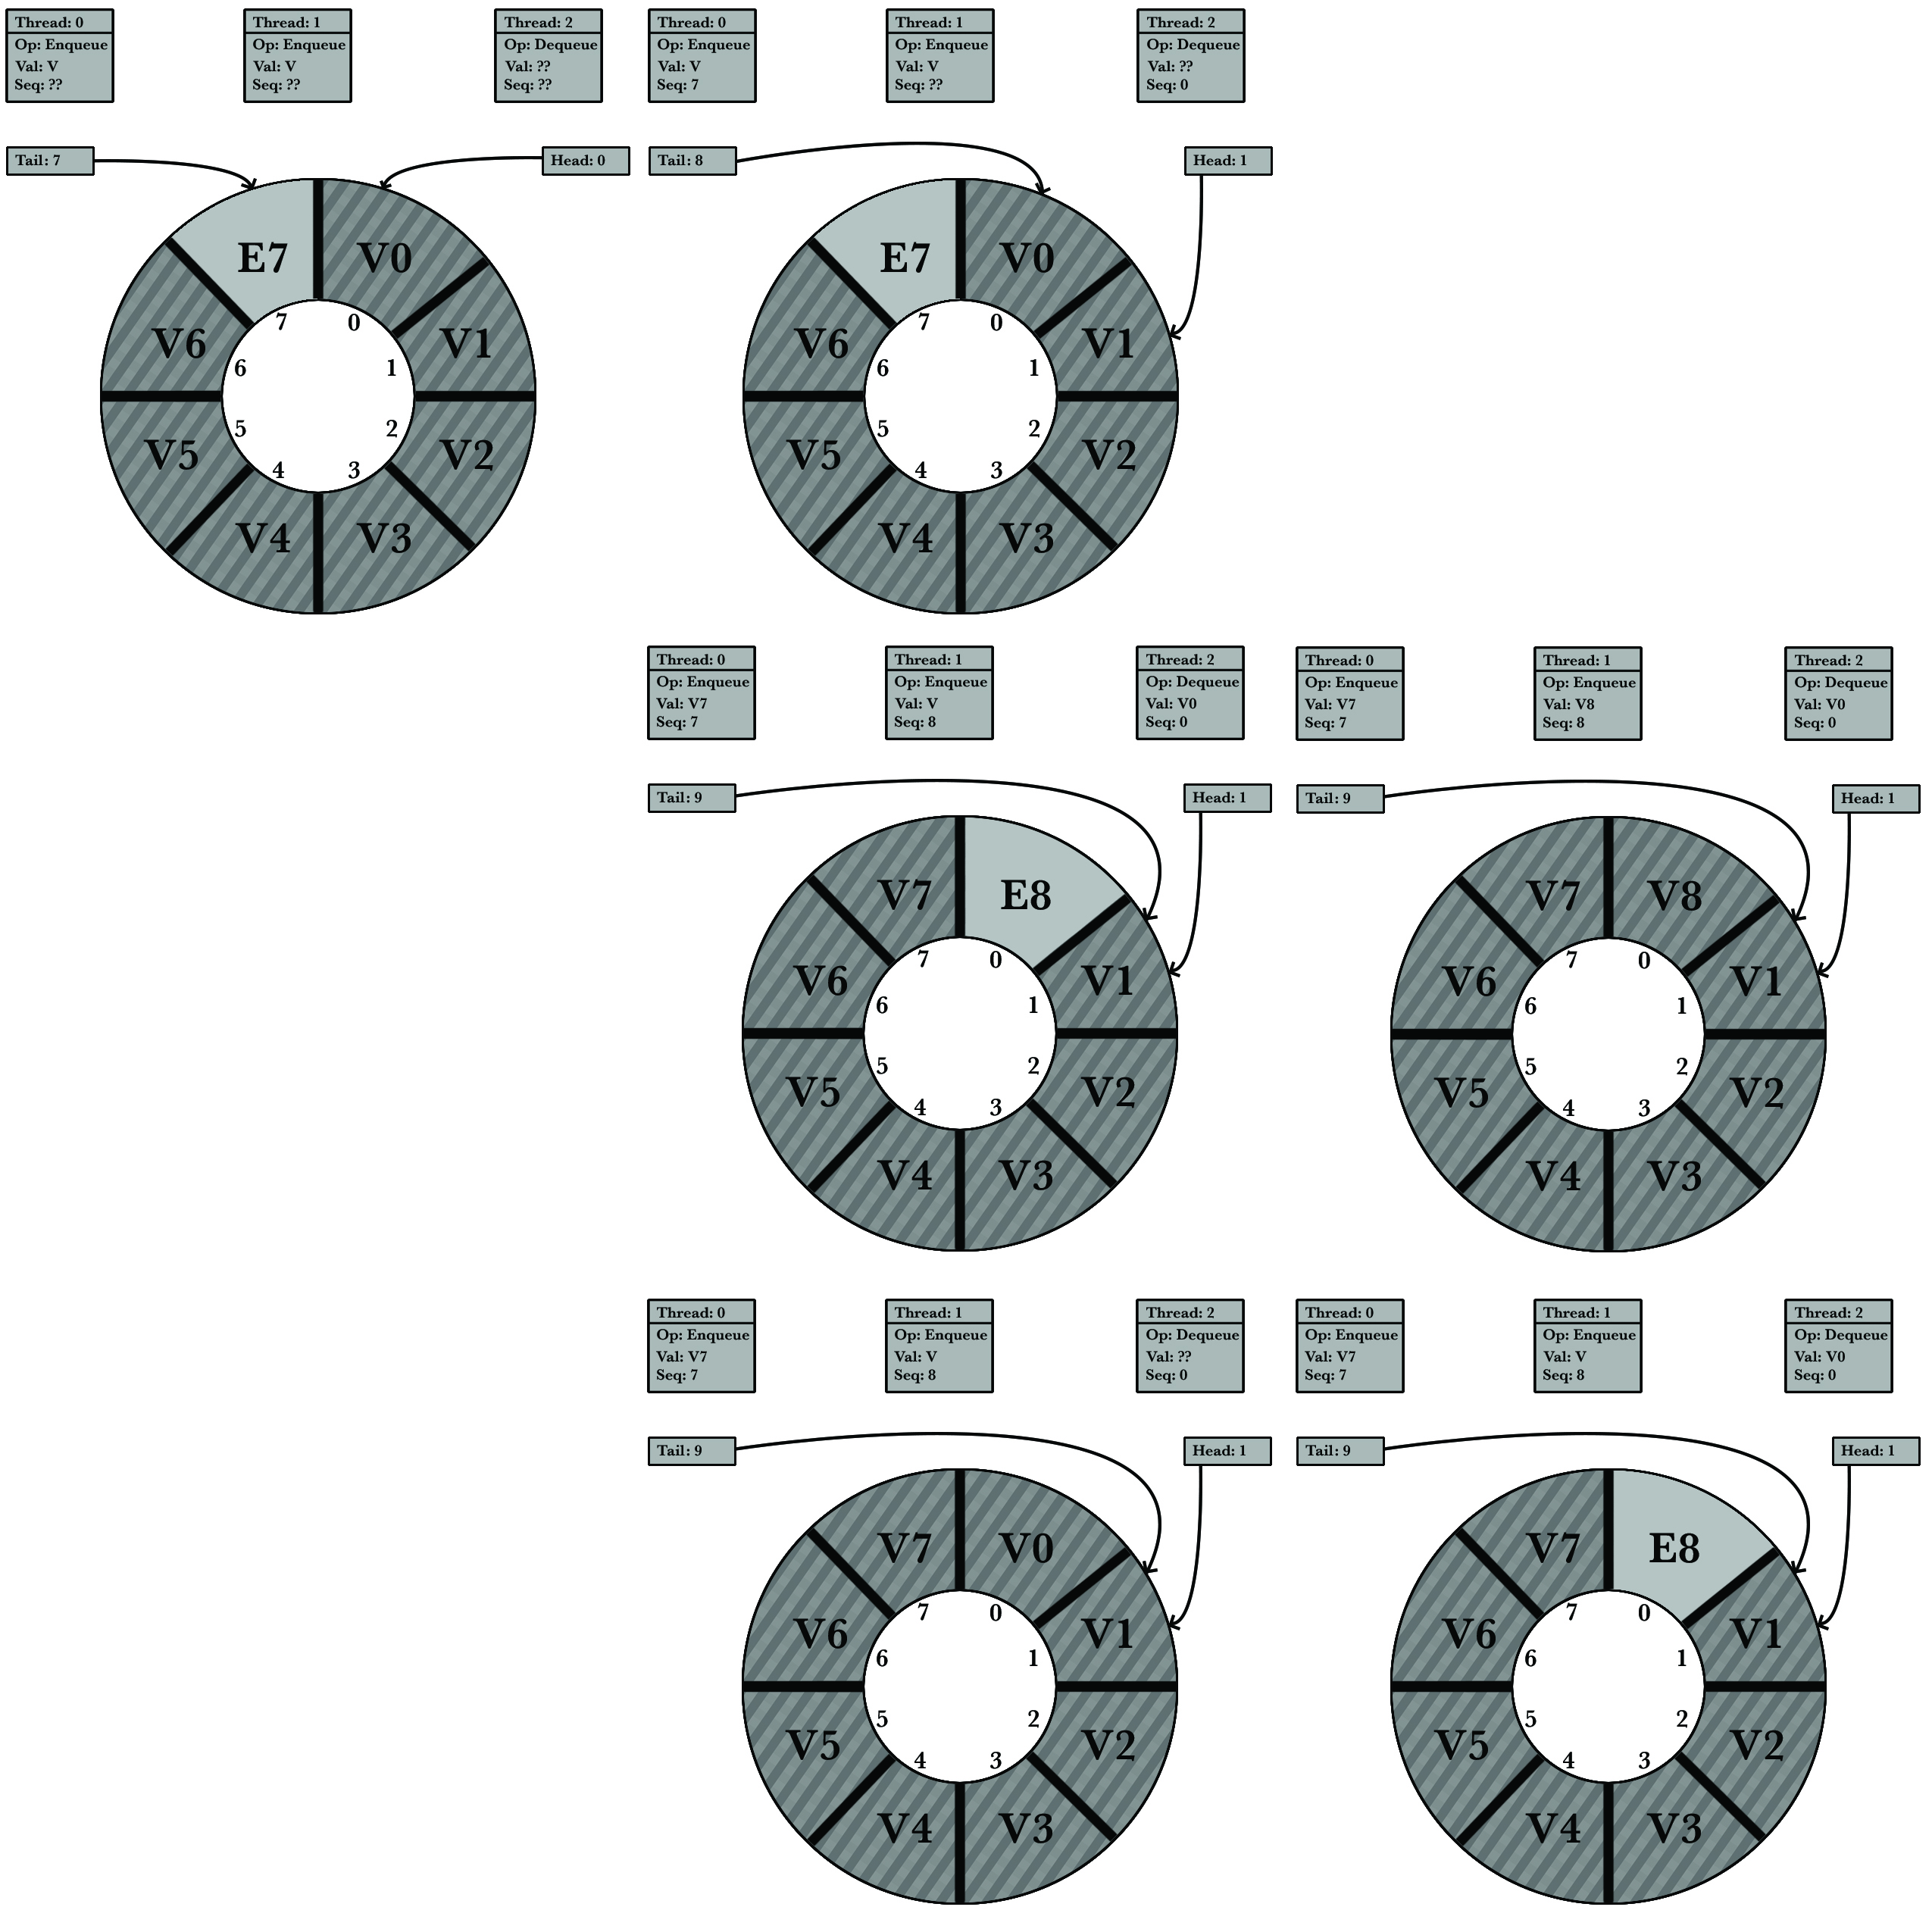 Thread: 0
Op: Enqueue
Val: V
Seq: ??
Thread: 1
Op: Enqueue
Val: V
Seq: ??
Thread: 2
Op: Dequeue
Val: ??
Seq: ??
Tail: 7
Head: 0
E7
V0
V6
V1
V5
V2
V4
V3
7
0
6
1
5
2
4
3
Thread: 0
Op: Enqueue
Val: V
Seq: 7
Thread: 1
Op: Enqueue
Val: V
Seq: ??
Thread: 2
Op: Dequeue
Val: ??
Seq: 0
Tail: 8
Head: 1
E7
V0
V6
V1
V5
V2
V4
V3
7
0
6
1
5
2
4
3
Thread: 0
Op: Enqueue
Val: V7
Seq: 7
Thread: 1
Op: Enqueue
Val: V
Seq: 8
Thread: 2
Op: Dequeue
Val: V0
Seq: 0
Tail: 9
Head: 1
V7
E8
V6
V1
V5
V2
V4
V3
7
0
6
1
5
2
4
3
Thread: 0
Op: Enqueue
Val: V7
Seq: 7
Thread: 1
Op: Enqueue
Val: V8
Seq: 8
Thread: 2
Op: Dequeue
Val: V0
Seq: 0
Tail: 9
Head: 1
V7
V8
V6
V1
V5
V2
V4
V3
7
0
6
1
5
2
4
3
Thread: 0
Op: Enqueue
Val: V7
Seq: 7
Thread: 1
Op: Enqueue
Val: V
Seq: 8
Thread: 2
Op: Dequeue
Val: ??
Seq: 0
Tail: 9
Head: 1
V7
V0
V6
V1
V5
V2
V4
V3
7
0
6
1
5
2
4
3
Thread: 0
Op: Enqueue
Val: V7
Seq: 7
Thread: 1
Op: Enqueue
Val: V
Seq: 8
Thread: 2
Op: Dequeue
Val: V0
Seq: 0
Tail: 9
Head: 1
V7
E8
V6
V1
V5
V2
V4
V3
7
0
6
1
5
2
4
3